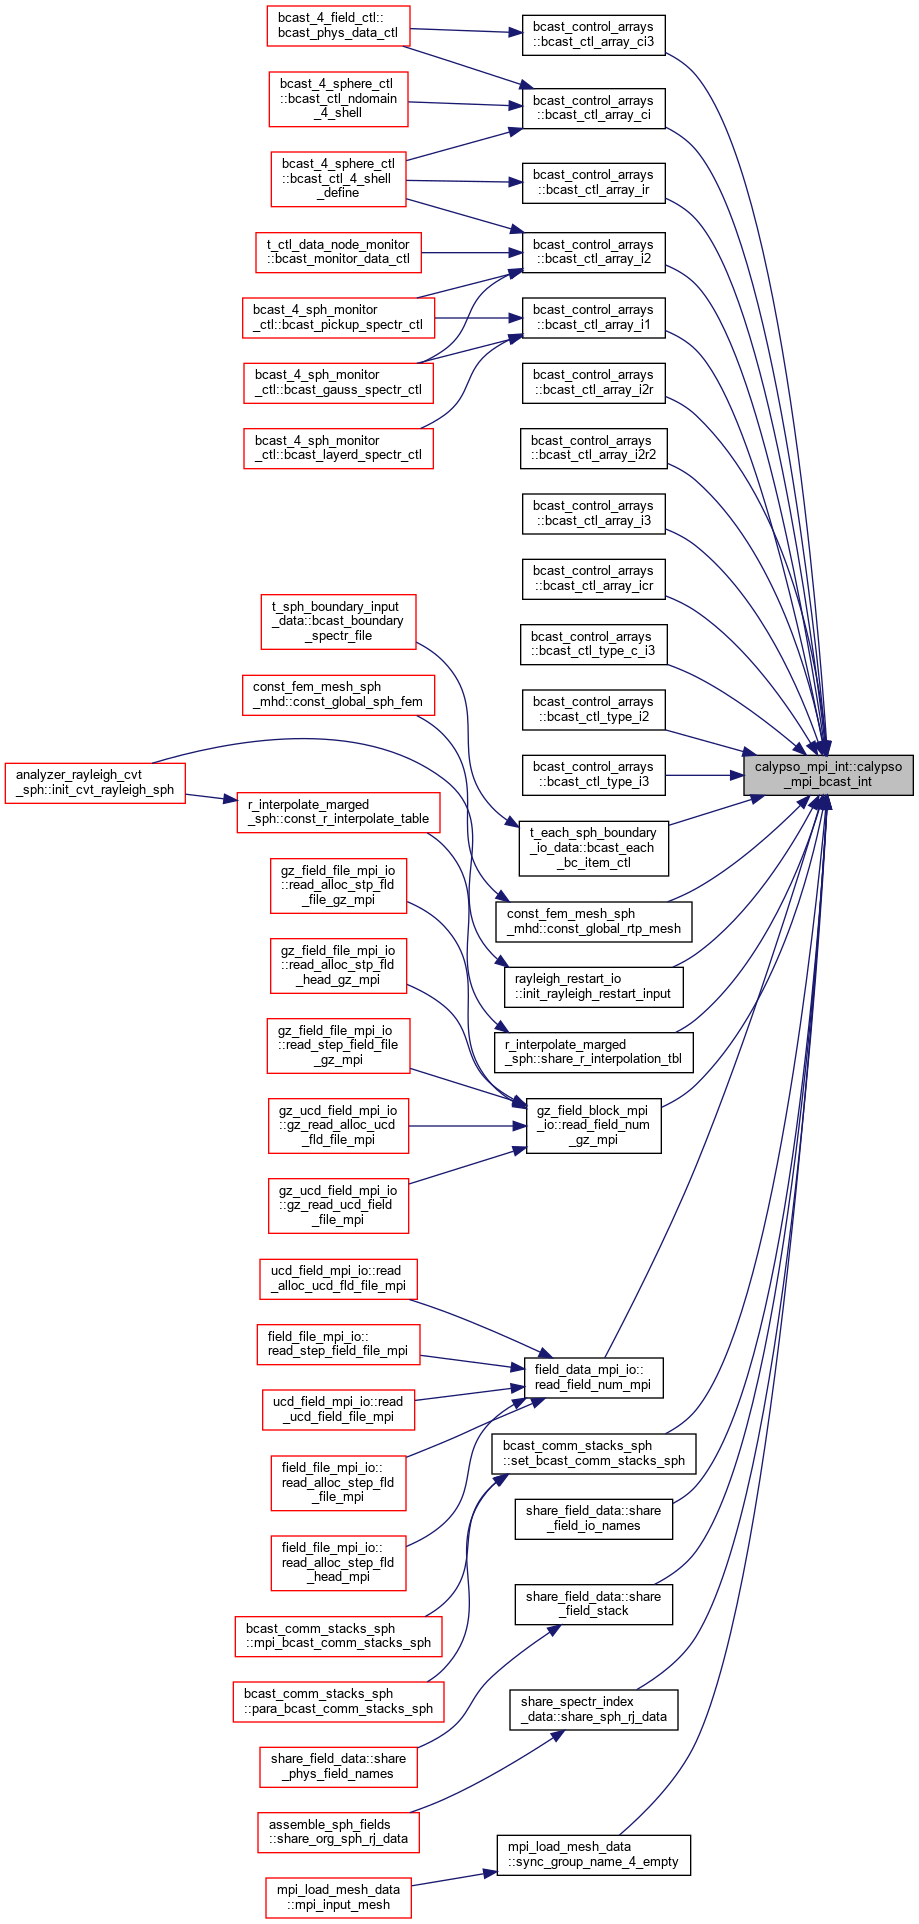 bcast_4_field_ctl::
bcast_phys_data_ctl
bcast_4_sphere_ctl
::bcast_ctl_ndomain
_4_shell
bcast_4_sphere_ctl
::bcast_ctl_4_shell
_define
t_ctl_data_node_monitor
::bcast_monitor_data_ctl
bcast_4_sph_monitor
_ctl::bcast_pickup_spectr_ctl
bcast_4_sph_monitor
_ctl::bcast_gauss_spectr_ctl
bcast_4_sph_monitor
_ctl::bcast_layerd_spectr_ctl
t_sph_boundary_input
_data::bcast_boundary
_spectr_file
const_fem_mesh_sph
_mhd::const_global_sph_fem
analyzer_rayleigh_cvt
_sph::init_cvt_rayleigh_sph
r_interpolate_marged
_sph::const_r_interpolate_table
gz_field_file_mpi_io
::read_alloc_stp_fld
_file_gz_mpi
gz_field_file_mpi_io
::read_alloc_stp_fld
_head_gz_mpi
gz_field_file_mpi_io
::read_step_field_file
_gz_mpi
gz_ucd_field_mpi_io
::gz_read_alloc_ucd
_fld_file_mpi
gz_ucd_field_mpi_io
::gz_read_ucd_field
_file_mpi
ucd_field_mpi_io::read
_alloc_ucd_fld_file_mpi
field_file_mpi_io::
read_step_field_file_mpi
ucd_field_mpi_io::read
_ucd_field_file_mpi
field_file_mpi_io::
read_alloc_step_fld
_file_mpi
field_file_mpi_io::
read_alloc_step_fld
_head_mpi
bcast_comm_stacks_sph
::mpi_bcast_comm_stacks_sph
bcast_comm_stacks_sph
::para_bcast_comm_stacks_sph
share_field_data::share
_phys_field_names
assemble_sph_fields
::share_org_sph_rj_data
mpi_load_mesh_data
::mpi_input_mesh
bcast_control_arrays
::bcast_ctl_array_ci3
bcast_control_arrays
::bcast_ctl_array_ci
bcast_control_arrays
::bcast_ctl_array_ir
bcast_control_arrays
::bcast_ctl_array_i2
bcast_control_arrays
::bcast_ctl_array_i1
bcast_control_arrays
::bcast_ctl_array_i2r
bcast_control_arrays
::bcast_ctl_array_i2r2
bcast_control_arrays
::bcast_ctl_array_i3
bcast_control_arrays
::bcast_ctl_array_icr
bcast_control_arrays
::bcast_ctl_type_c_i3
bcast_control_arrays
::bcast_ctl_type_i2
bcast_control_arrays
::bcast_ctl_type_i3
t_each_sph_boundary
_io_data::bcast_each
_bc_item_ctl
const_fem_mesh_sph
_mhd::const_global_rtp_mesh
rayleigh_restart_io
::init_rayleigh_restart_input
r_interpolate_marged
_sph::share_r_interpolation_tbl
gz_field_block_mpi
_io::read_field_num
_gz_mpi
field_data_mpi_io::
read_field_num_mpi
bcast_comm_stacks_sph
::set_bcast_comm_stacks_sph
share_field_data::share
_field_io_names
share_field_data::share
_field_stack
share_spectr_index
_data::share_sph_rj_data
mpi_load_mesh_data
::sync_group_name_4_empty
calypso_mpi_int::calypso
_mpi_bcast_int